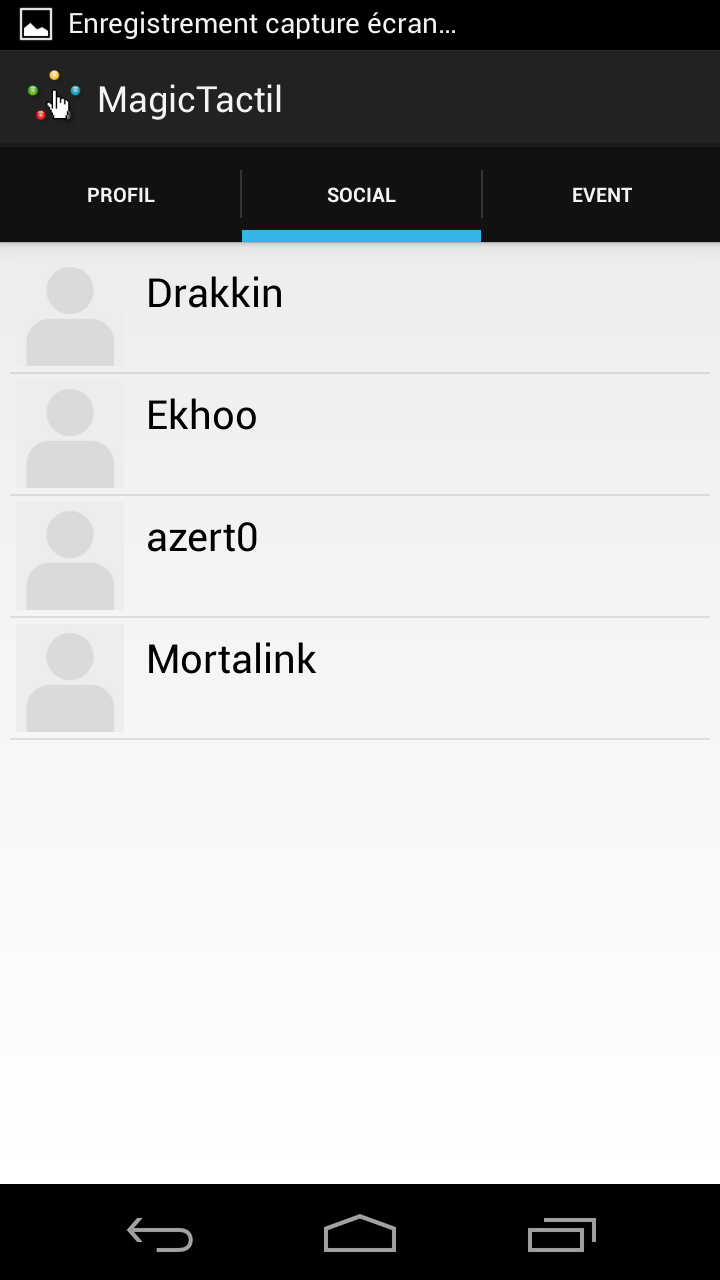 Enregistrement capture écran…
MagicTactil
PROFIL
SOCIAL
EVENT
Drakkin
Ekhoo
azert0
Mortalink